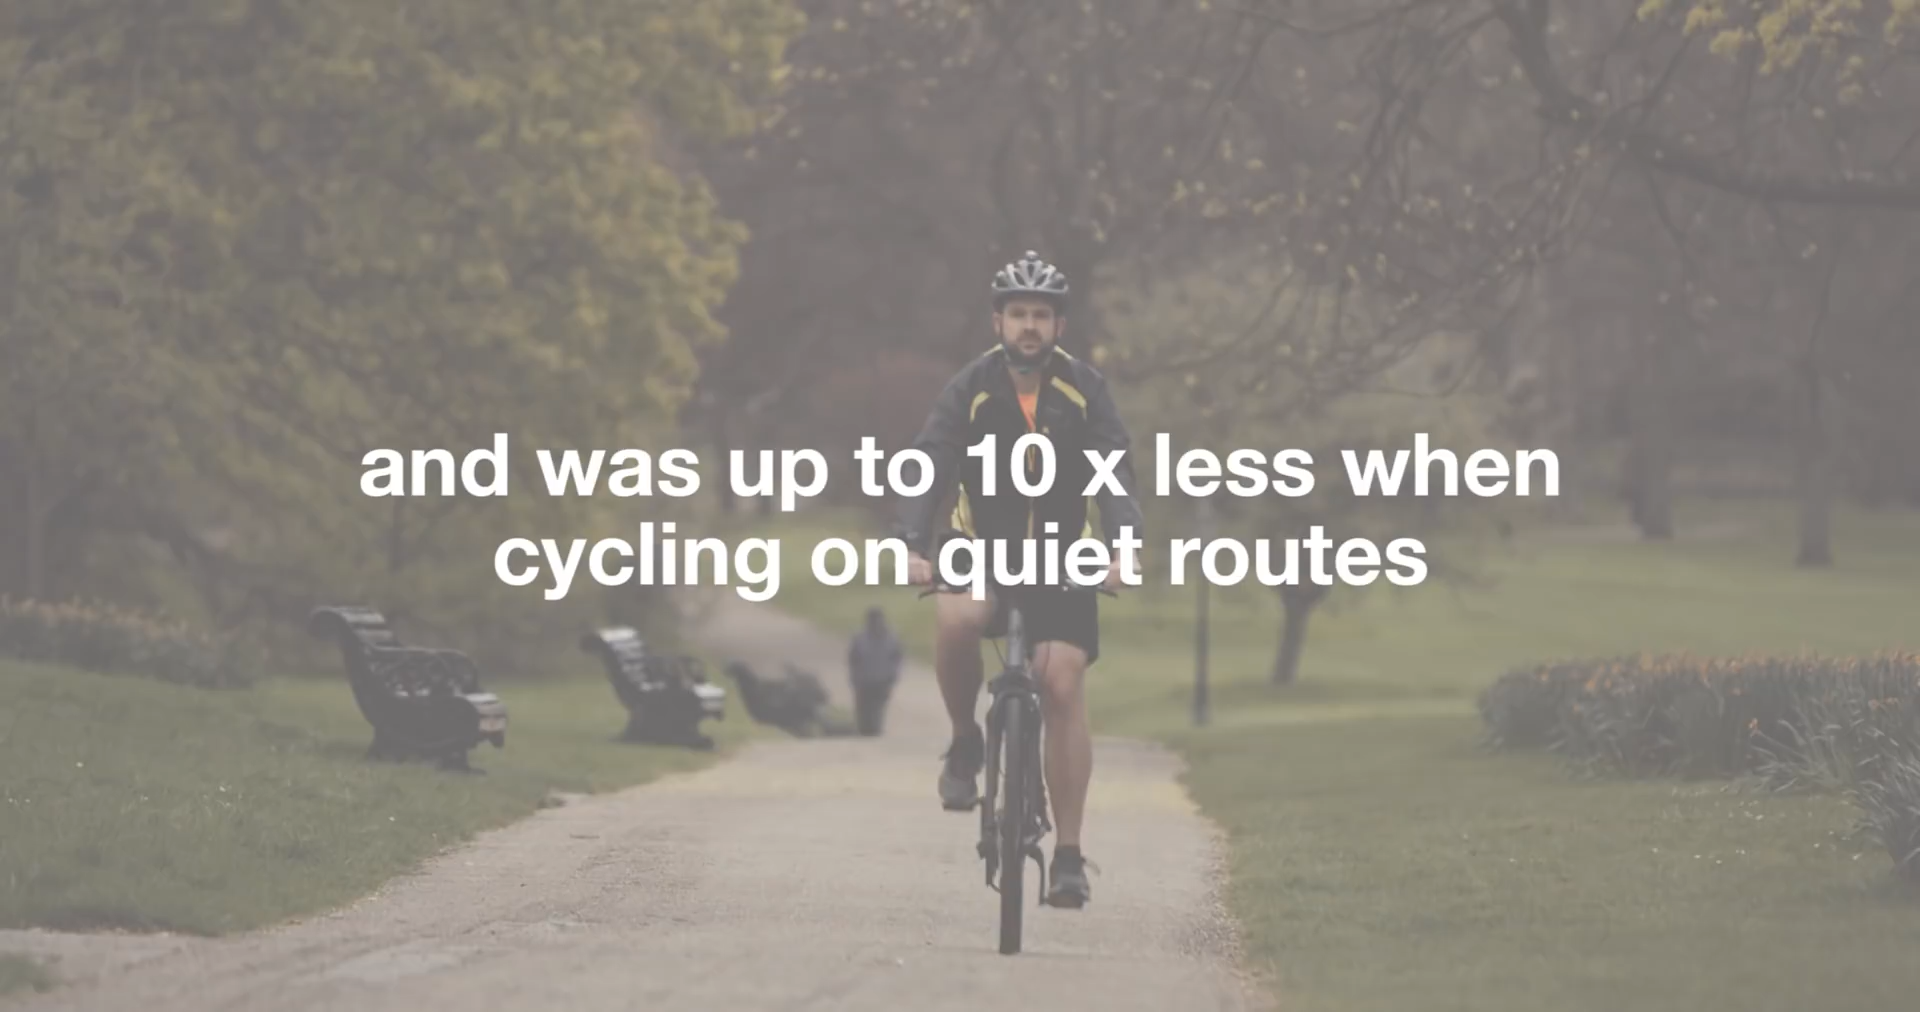 and was up to 10 x less when
cycling on quiet routes